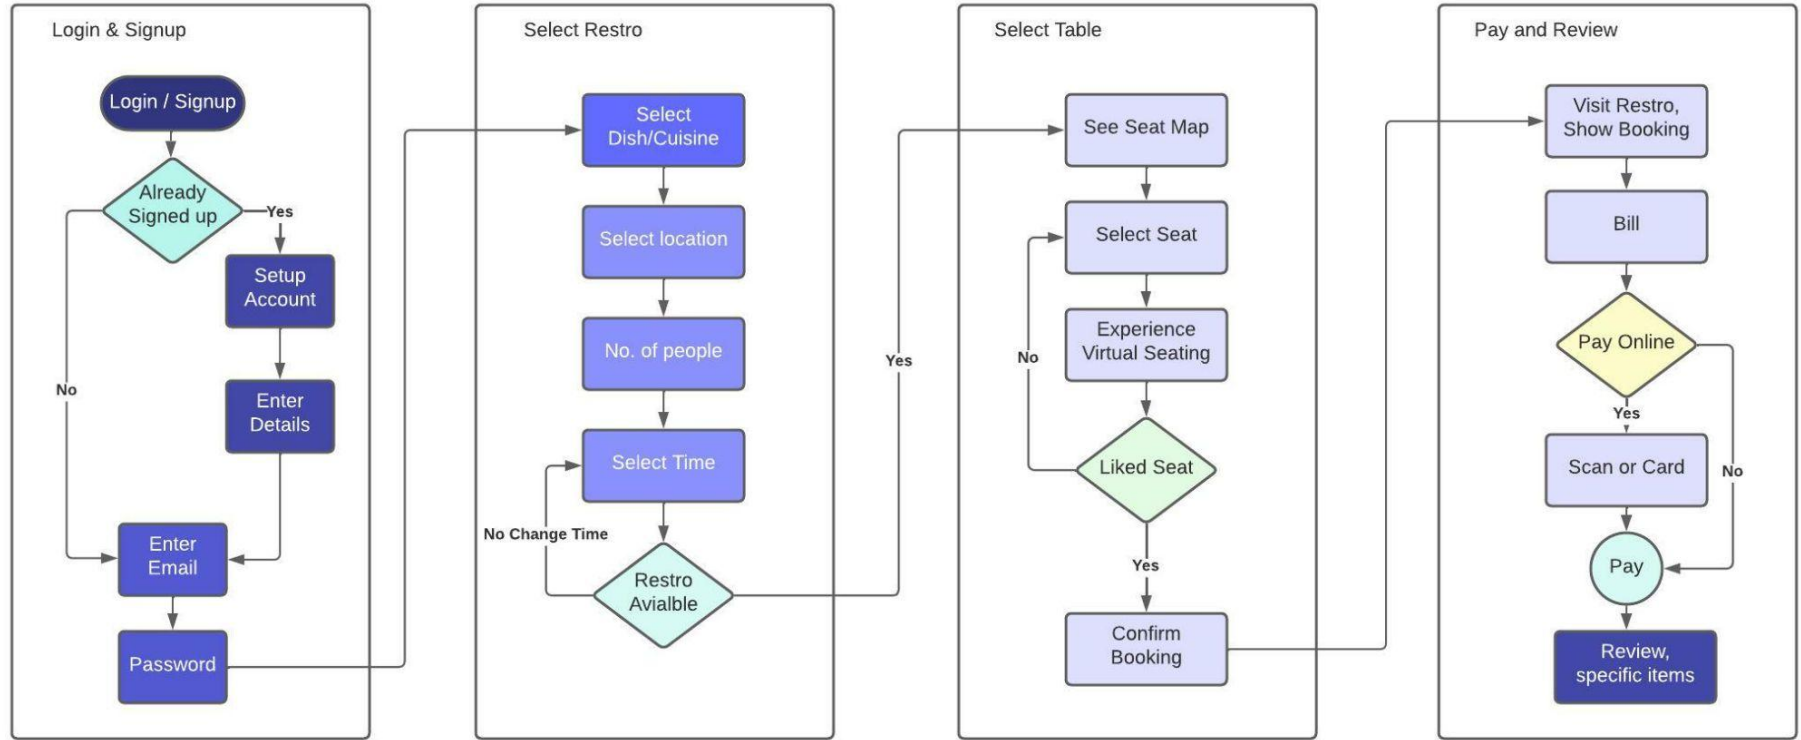 Login & Signup
Login / Signup
Already
Signed up
Yes
Setup
Account
No
Enter
Details
Enter
Email
Password
Select Restro
Select
Dish/Cuisine
Select location
No. of people
Select Time
No Change Time
Restro
Avialble
Yes
Select Table
See Seat Map
Select Seat
Experience
Virtual Seating
No
Liked Seat
Yes
Confirm
Booking
Pay and Review
Visit Restro,
Show Booking
Bill
Pay Online
Yes
Scan or Card
No
Pay
Review,
specific items